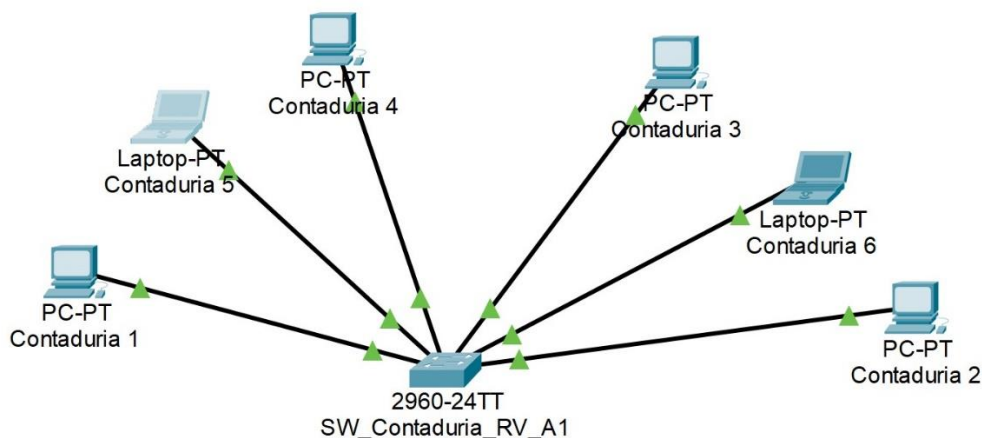 PC-PT
Contaduria 4
PC-PT
Contaduria 3
Laptop-PT
Contaduria 5
Laptop-PT
Contaduria 6
PC-PT
Contaduria 1
PC-PT
Contaduria 2
2960-24TT
SW_Contaduria_RV_A1